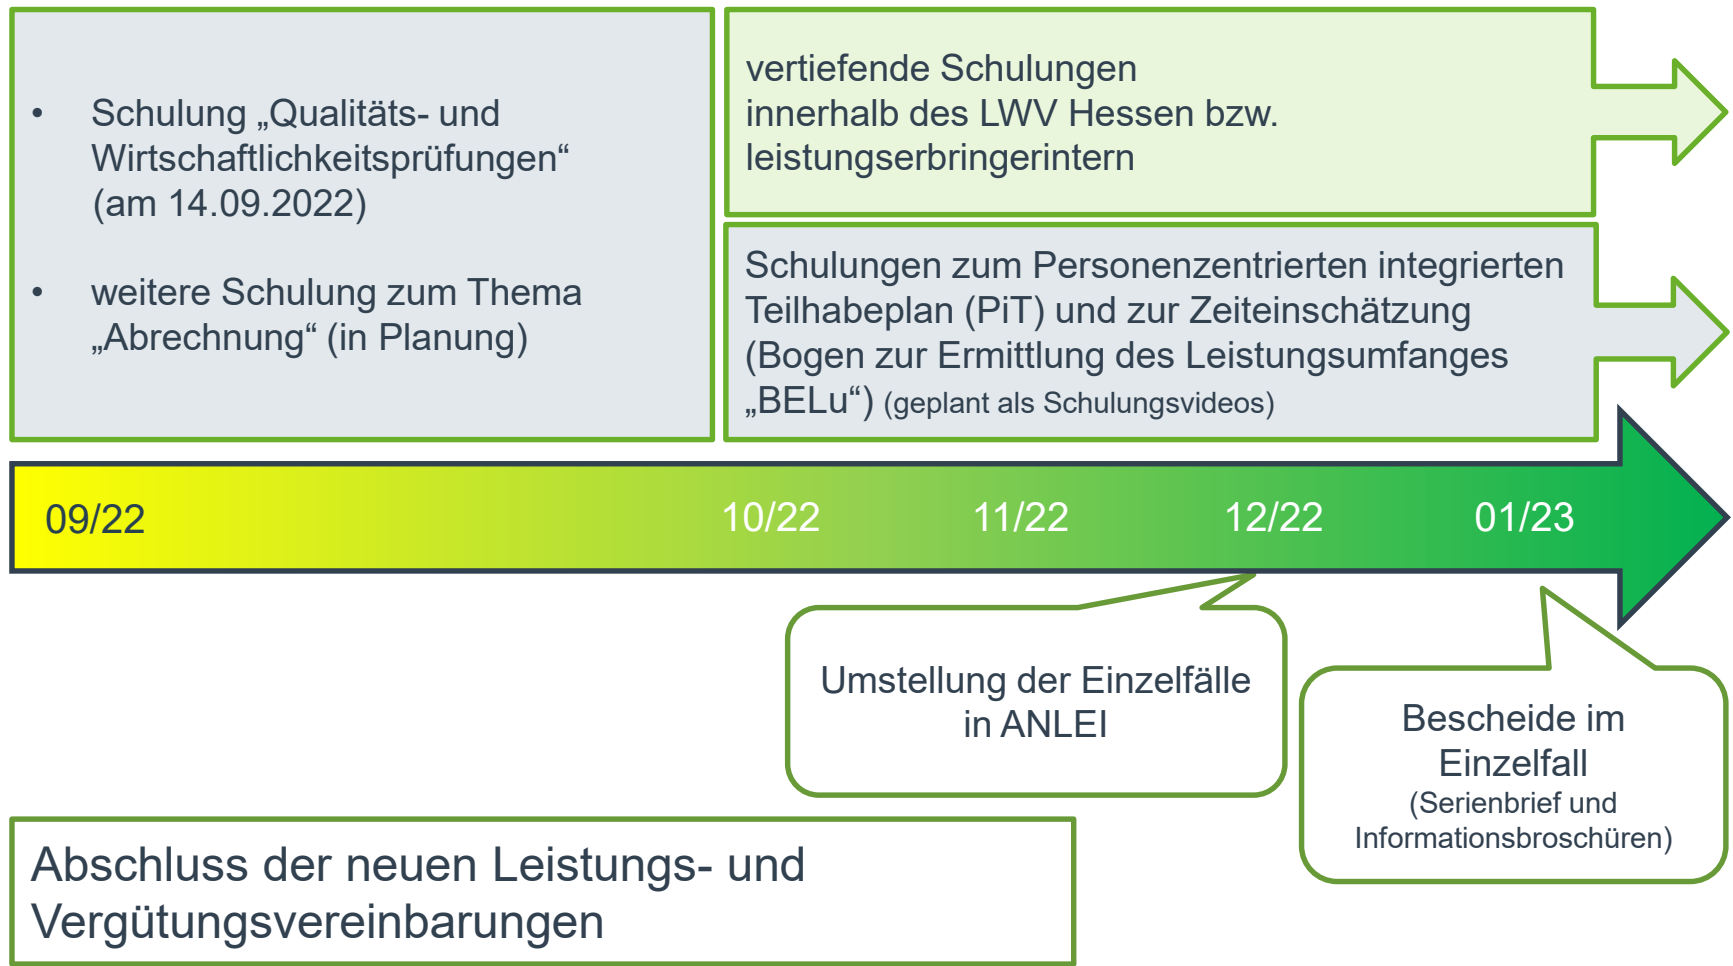 • Schulung „Qualitäts- und
Wirtschaftlichkeitsprüfungen“
(am 14.09.2022)
• weitere Schulung zum Thema
„Abrechnung“ (in Planung)
vertiefende Schulungen
innerhalb des LWV Hessen bzw.
leistungserbringerintern
Schulungen zum Personenzentrierten integrierten
Teilhabeplan (PiT) und zur Zeiteinschätzung
(Bogen zur Ermittlung des Leistungsumfanges
„BELu“) (geplant als Schulungsvideos)
09/22 10/22 11/22 12/22 01/23
Umstellung der Einzelfälle
in ANLEI
Bescheide im
Einzelfall
(Serienbrief und
Informationsbroschüren)
Abschluss der neuen Leistungs- und
Vergütungsvereinbarungen